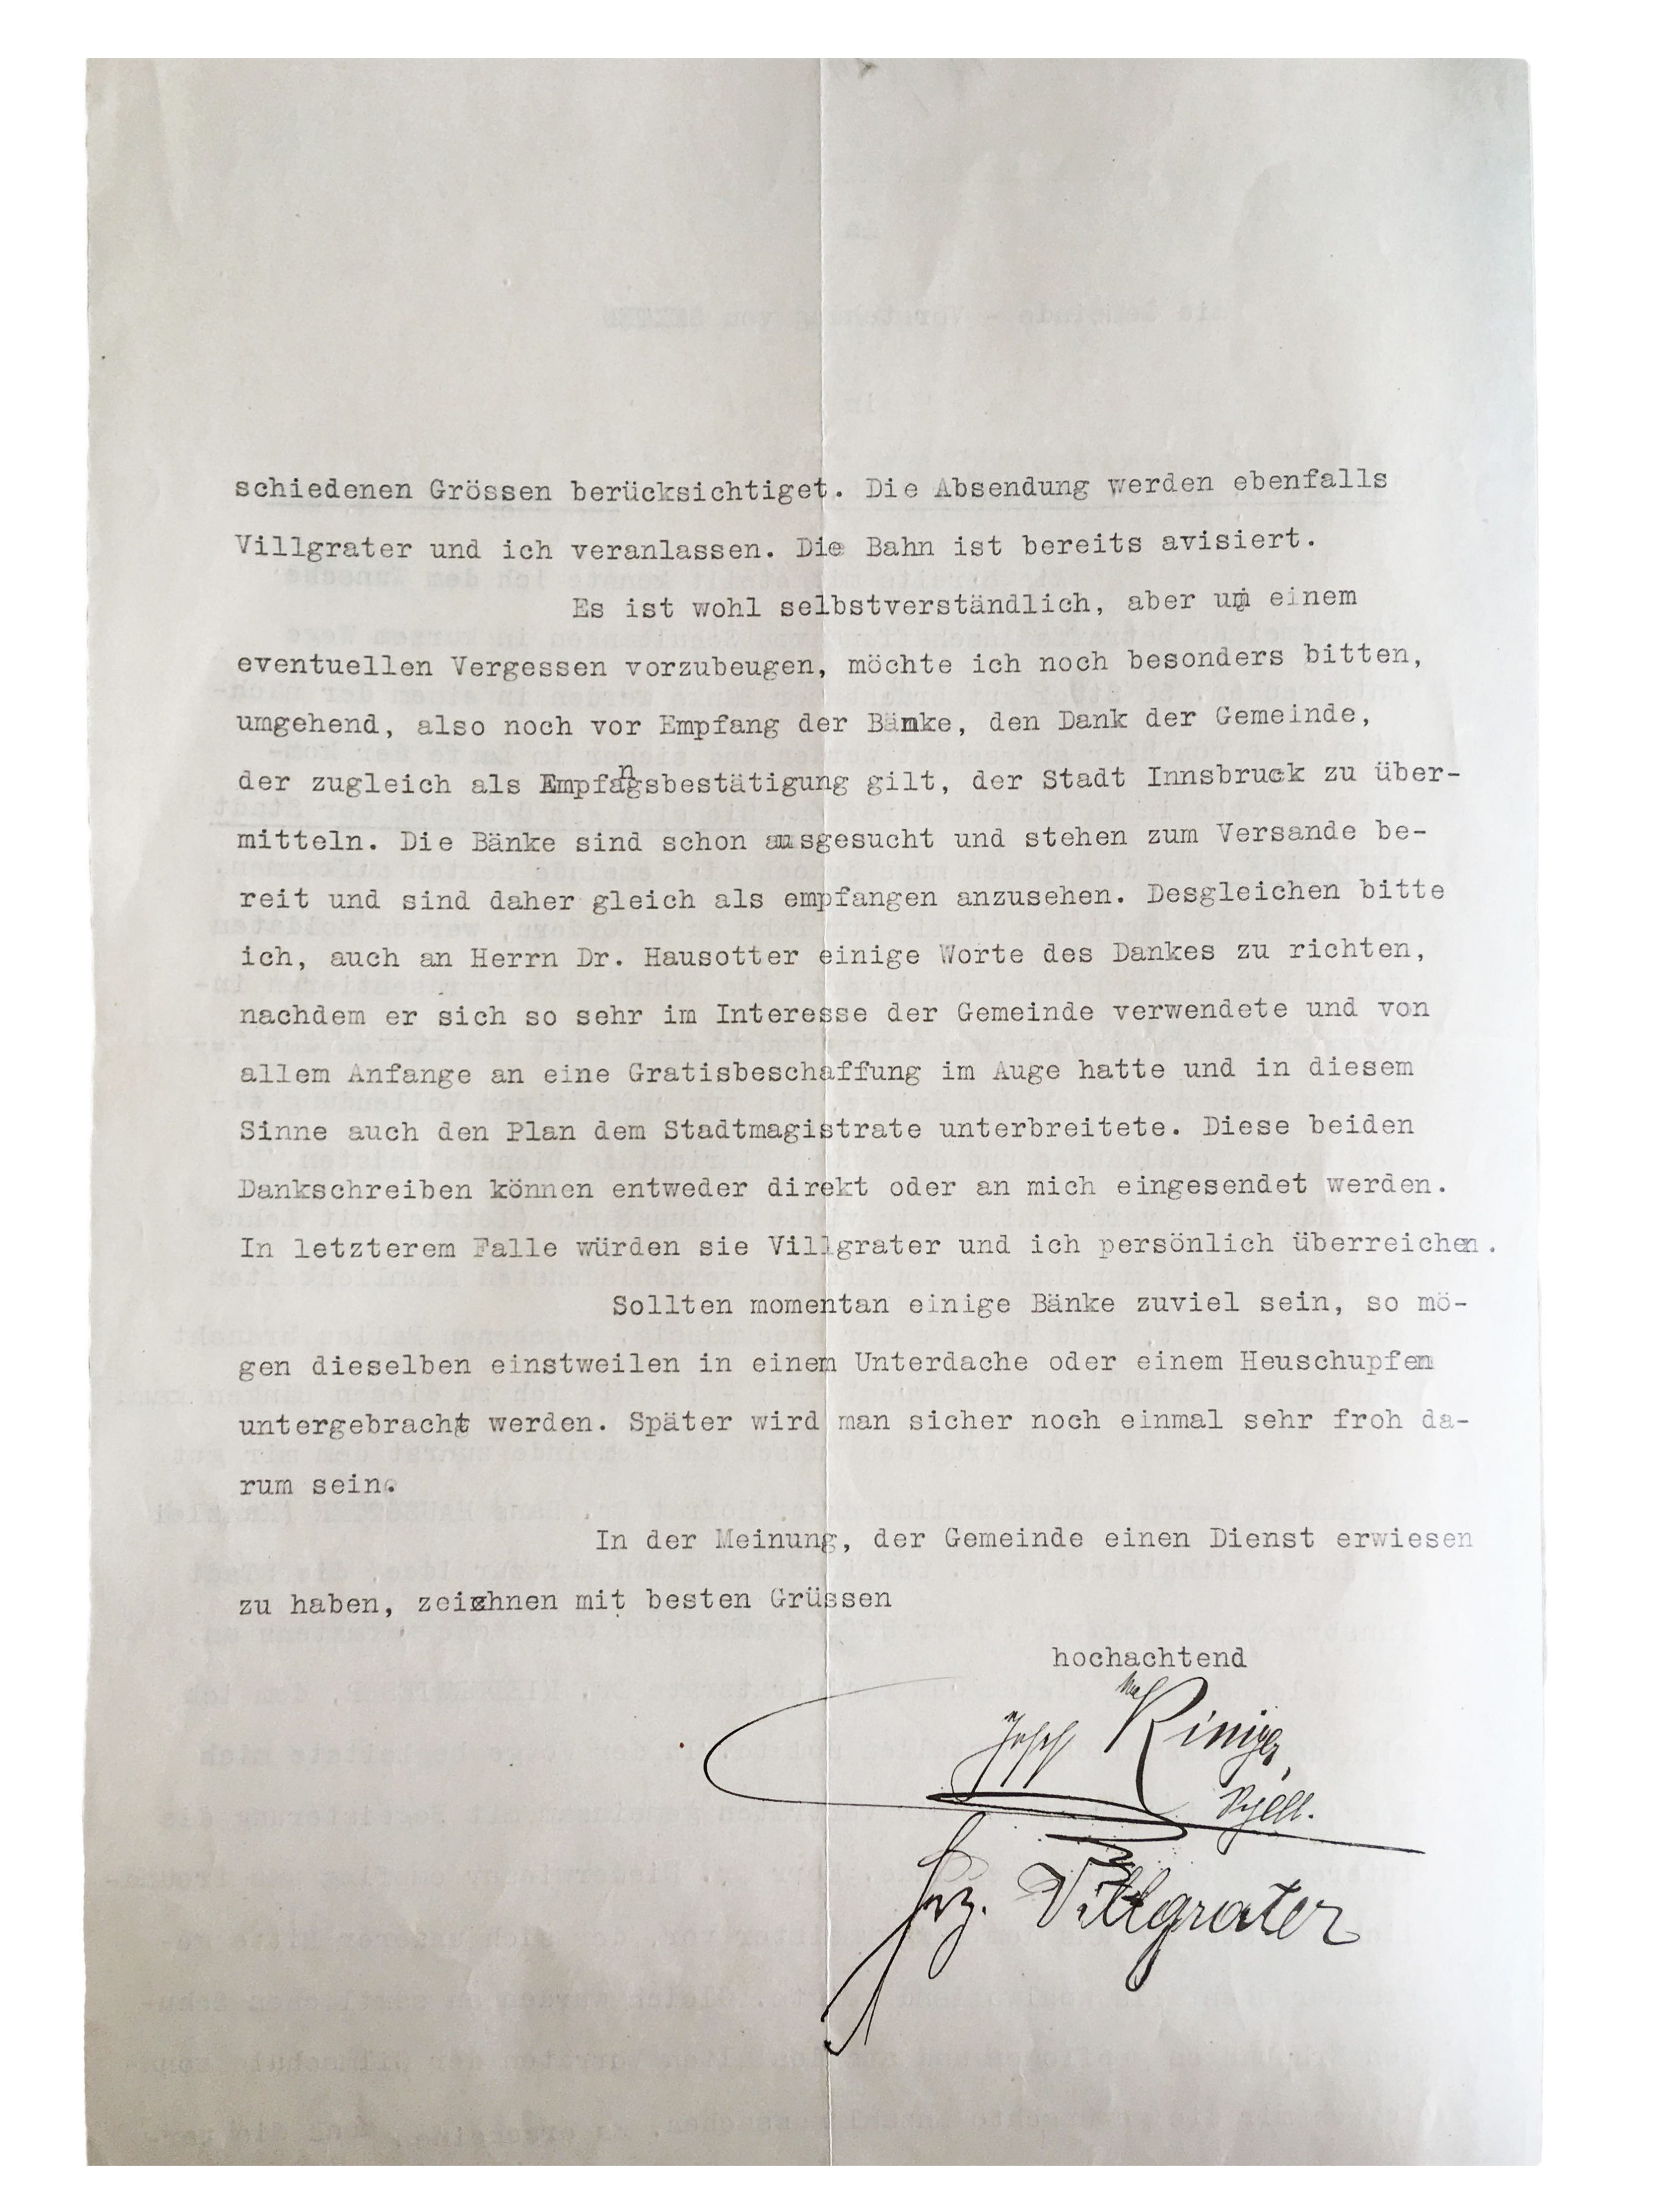 schiedenen Grössen berücksichtiget. Die Absendung werden ebenfalls
Villgrater und ich veranlassen. Die Bahn ist bereits avisiert.
Es ist wohl selbstverständlich, aber um einem
eventuellen Vergessen vorzubeugen, möchte ich noch besonders bitten,
umgehend, also noch vor Empfang der Bänke, den Dank der Gemeinde,
der zugleich als Empfangsbestätigung gilt, der Stadt Innsbruck zu über-
mitteln. Die Bänke sind schon ausgesucht und stehen zum Versande be-
reit und sind daher gleich als empfangen anzusehen. Desgleichen bitte
ich, auch an Herrn Dr. Hausotter einige Worte des Dankes zu richten,
nachdem er sich so sehr im Interesse der Gemeinde verwendete und von
allem Anfange an eine Gratisbeschaffung im Auge hatte und in diesem
Sinne auch den Plan dem Stadtmagistrate unterbreitete. Diese beiden
Dankschreiben können entweder direkt oder an mich eingesendet werden.
In letzterem Falle würden sie Villgrater und ich persönlich überreichen.
Sollten momentan einige Bänke zuviel sein, so mö-
gen dieselben einstweilen in einem Unterdache oder einem Heuschupfen
untergebracht werden. Später wird man sicher noch einmal sehr froh da-
rum sein.
In der Meinung, der Gemeinde einen Dienst erwiesen
zu haben, zeichnen mit besten Grüssen
hochachtend
Villgrater